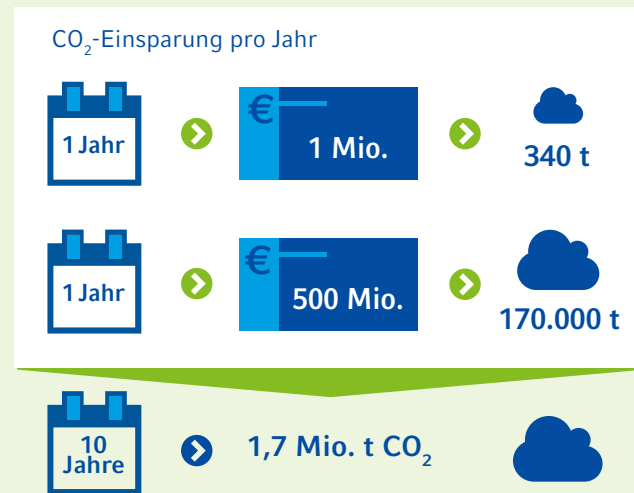 CO₂-Einsparung pro Jahr
1 Jahr
€
1 Mio.
340 t
1 Jahr
€
500 Mio.
170.000 t
10
Jahre
1,7 Mio. t CO₂